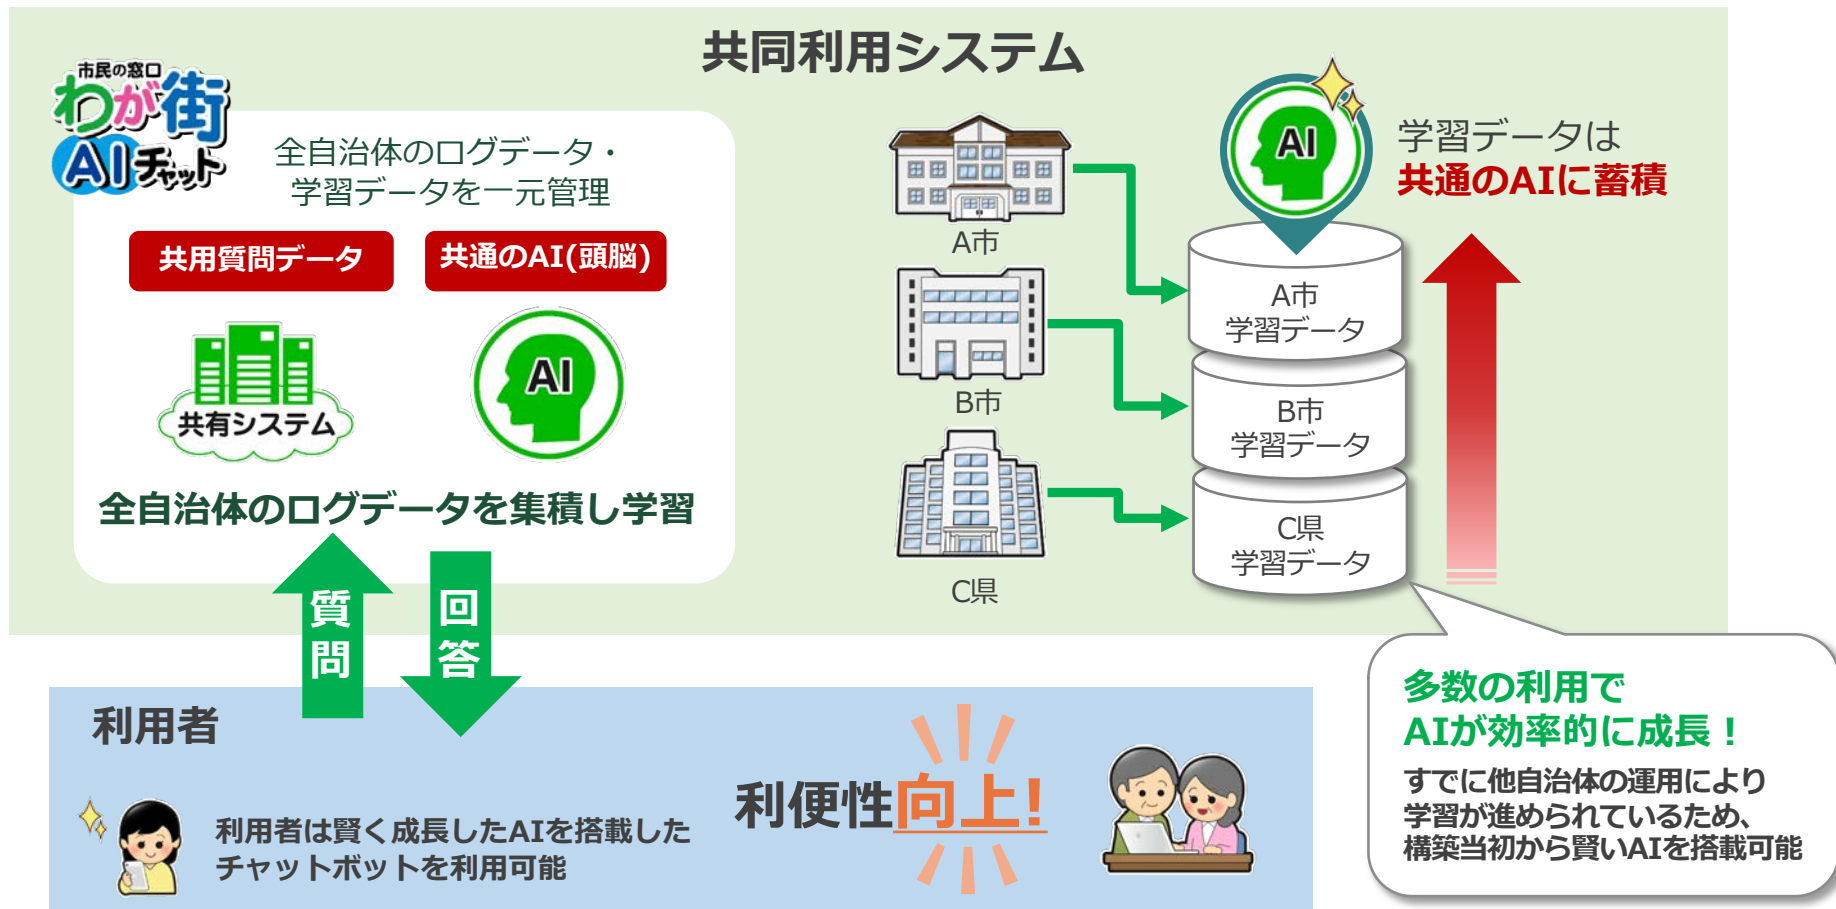 共同利用システム
市民の窓口
わが街
AIチャット
全自治体のログデータ・
学習データを一元管理
共用質問データ
共通のAI(頭脳)
共有システム
AI
全自治体のログデータを集積し学習
A市
B市
C県
AI
学習データは
共通のAIに蓄積
A市
学習データ
B市
学習データ
C県
学習データ
質問
回答
多数の利用で
AIが効率的に成長！
すでに他自治体の運用により
学習が進められているため、
構築当初から賢いAIを搭載可能
利用者
利用者は賢く成長したAIを搭載した
チャットボットを利用可能
利便性向上!